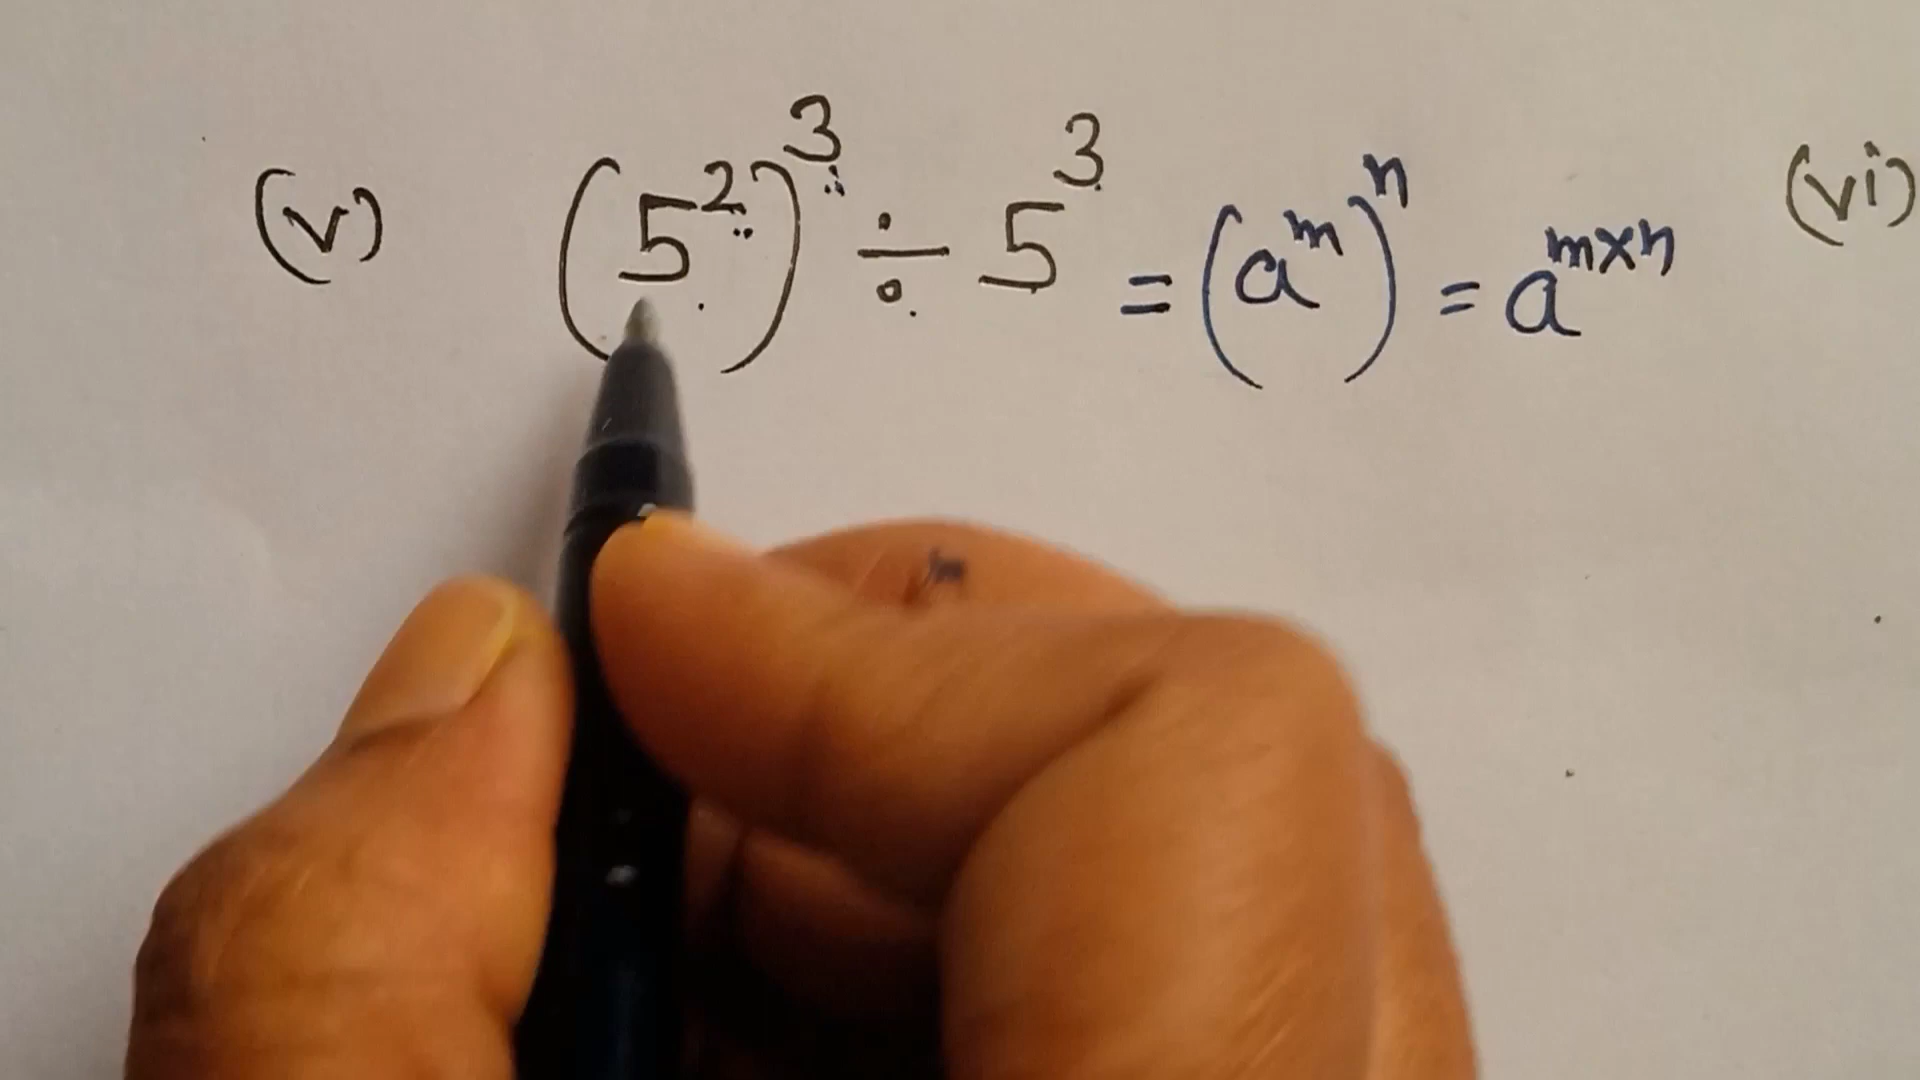 (v) (5²)³ ÷ 5³ = (aᵐ)ⁿ = aᵐˣⁿ (vi)